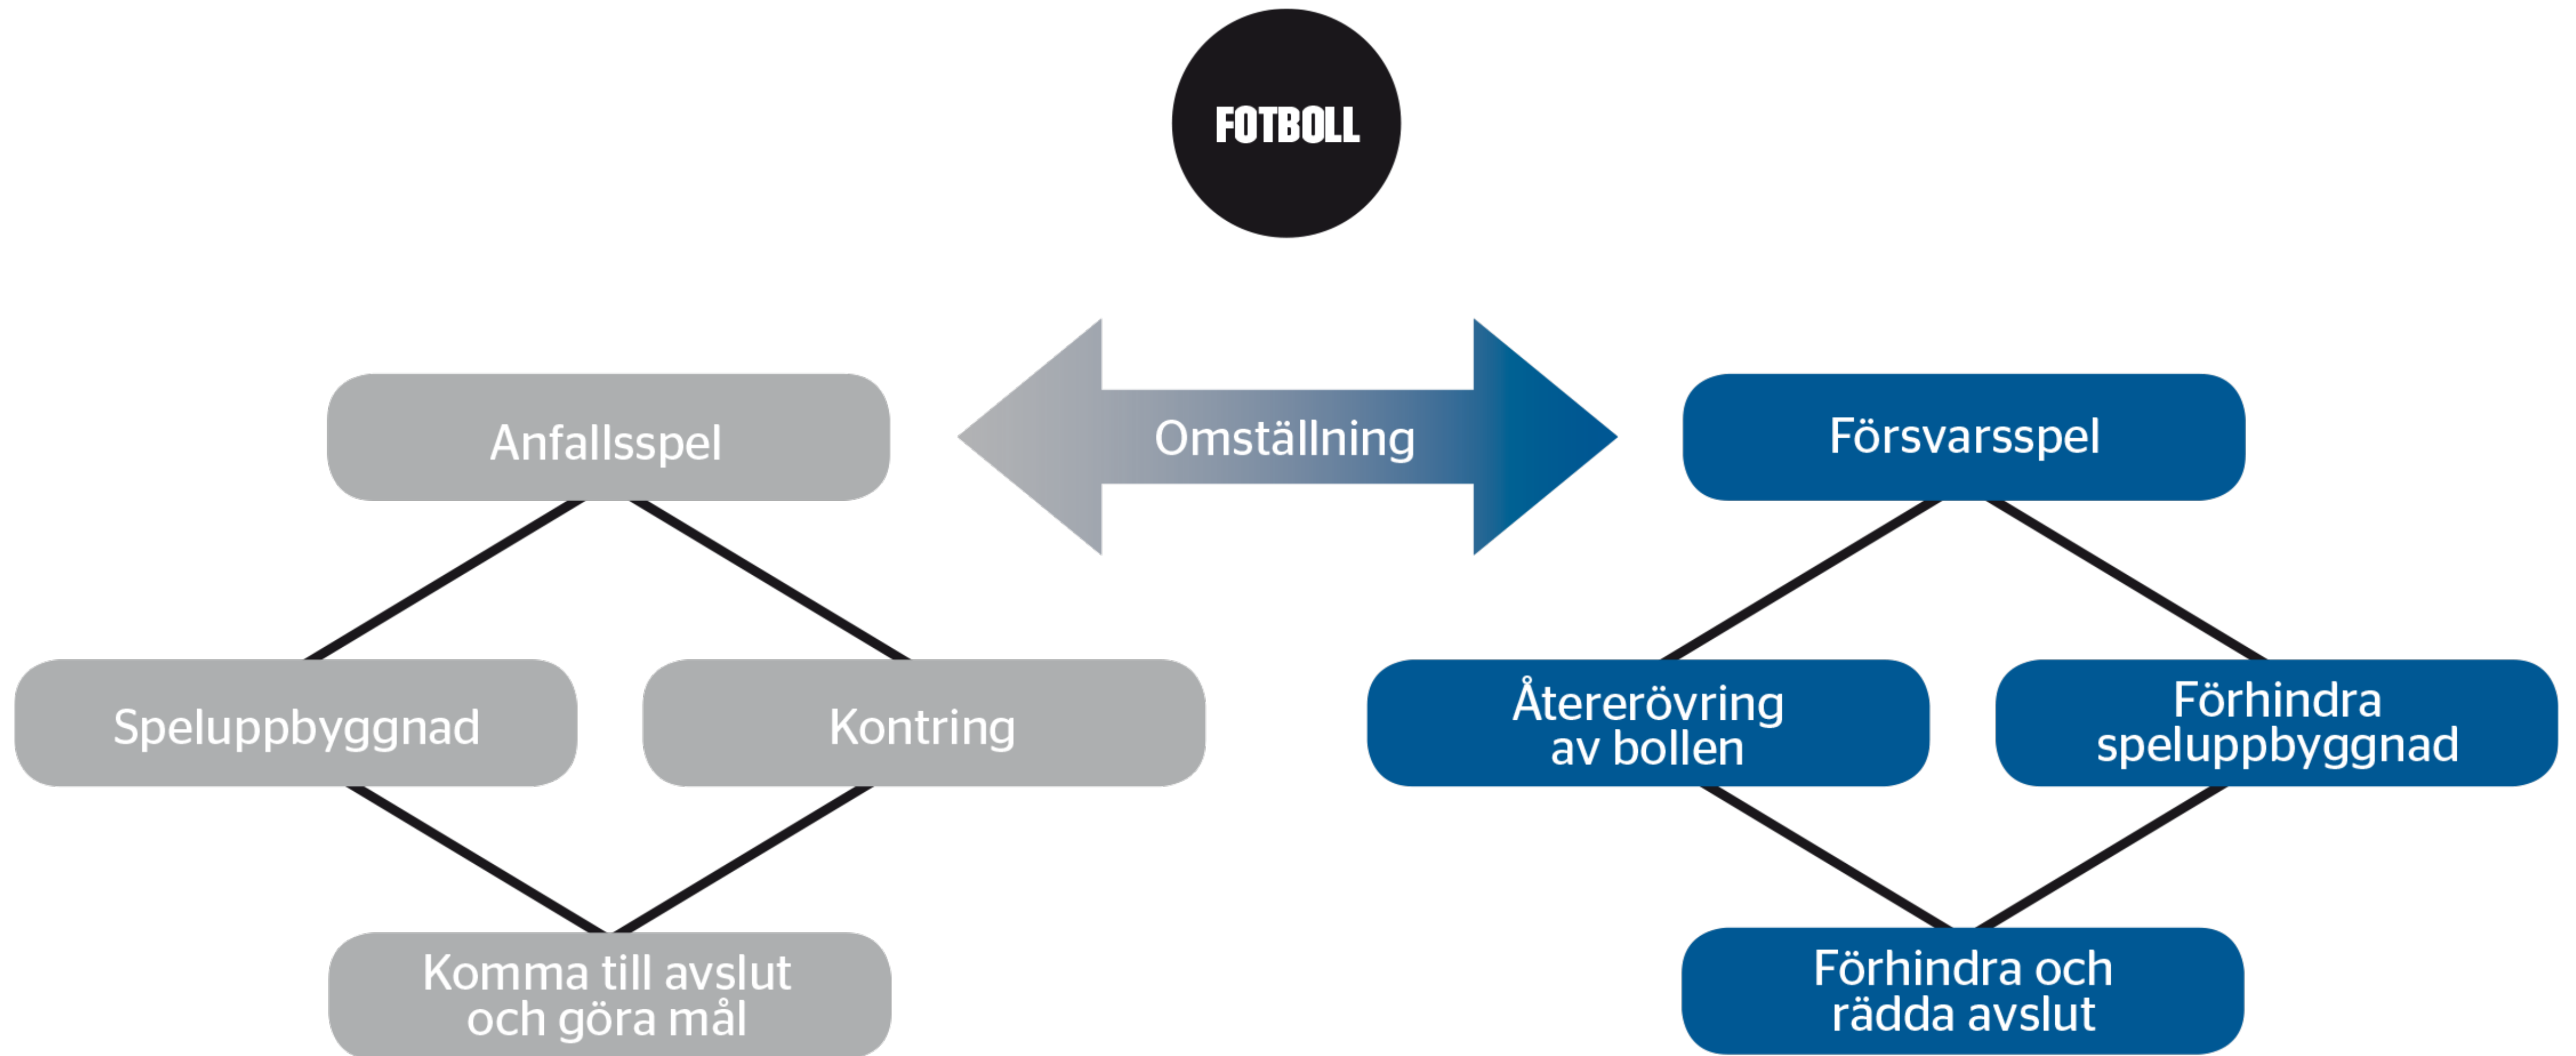 FOTBOLL
Anfallsspel
Omställning
Försvarsspel
Speluppbyggnad
Kontring
Återerövring
av bollen
Förhindra
speluppbyggnad
Komma till avslut
och göra mål
Förhindra och
rädda avslut